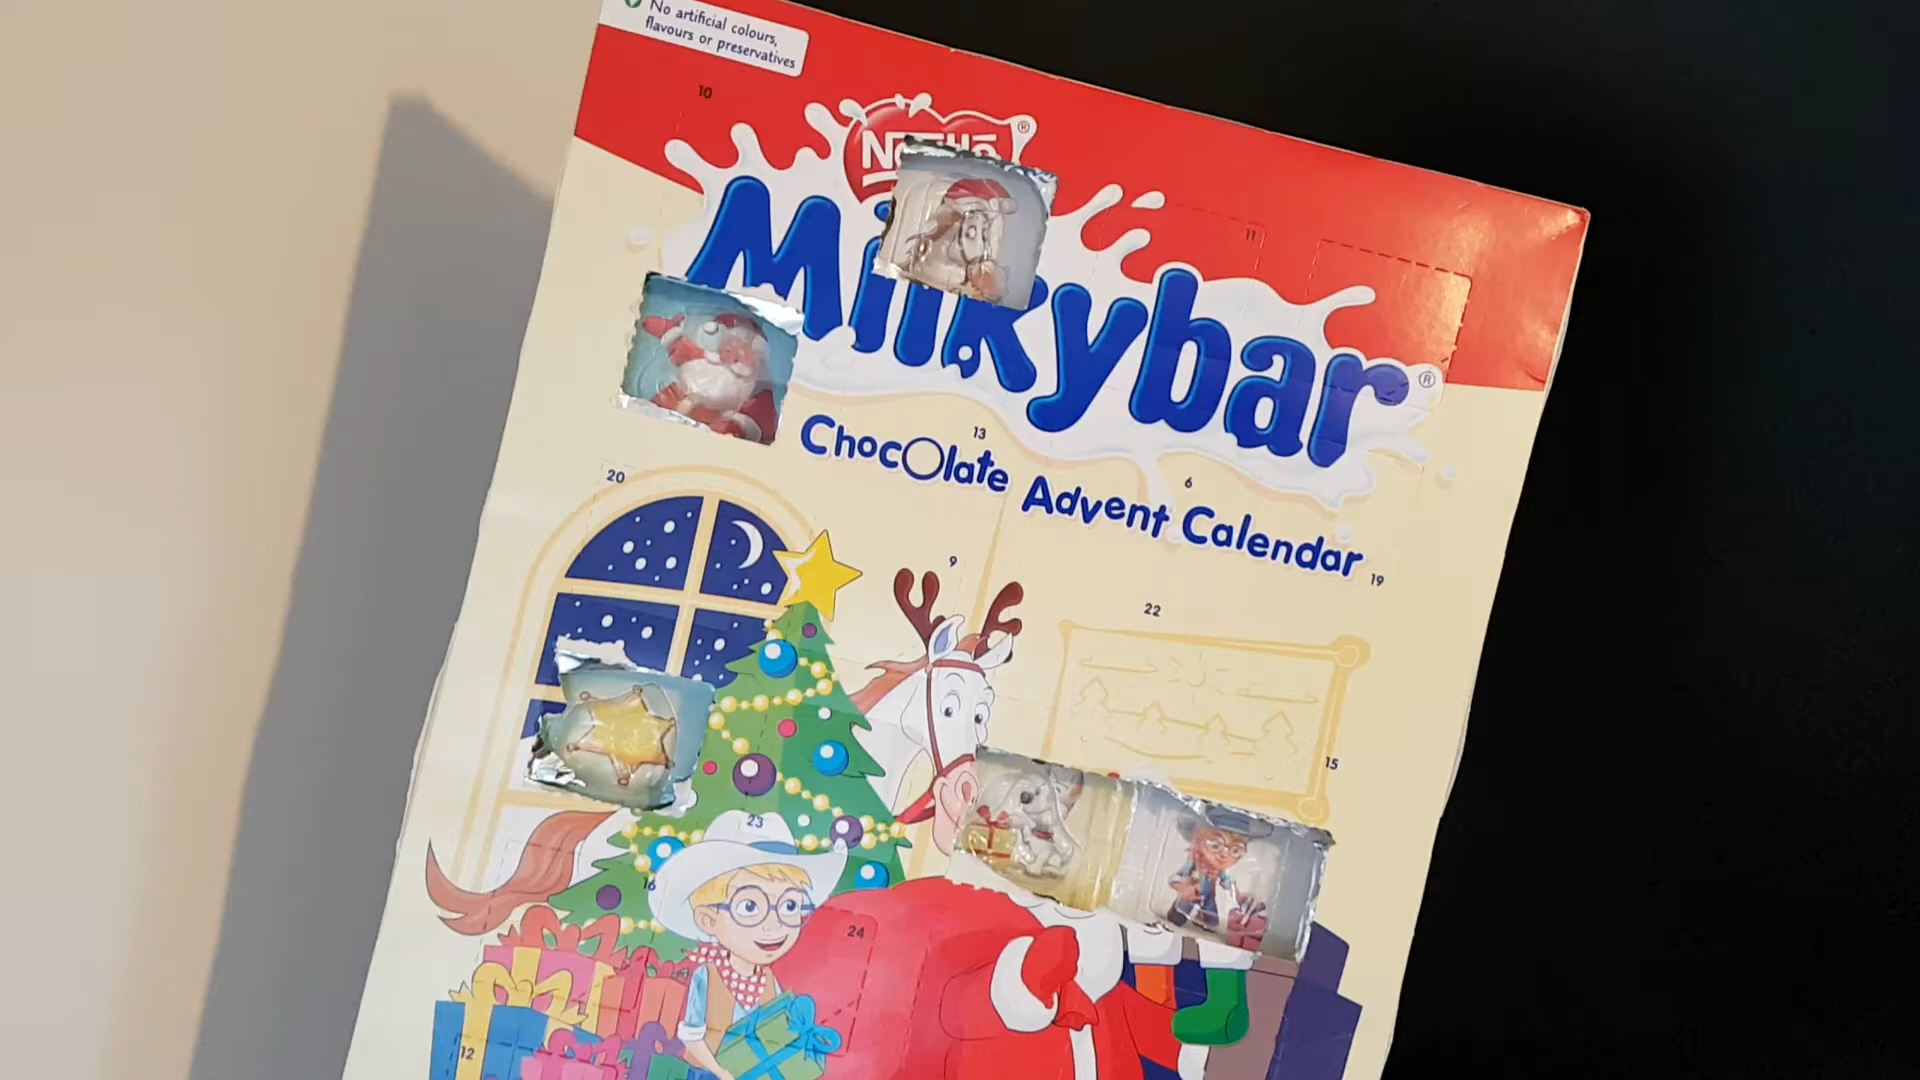 No artificial colours,
flavours or preservatives
10
Nestlé
11
Milkybar
13
Chocolate Advent Calendar
6
20
19
9
22
15
23
16
24
12